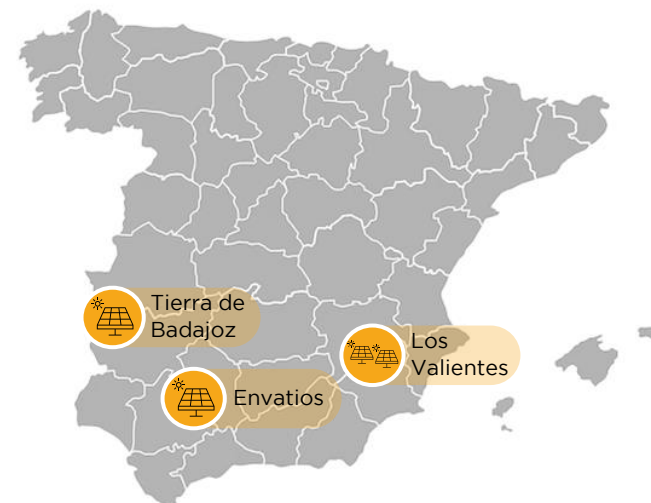 Tierra de
Badajoz
Los
Valientes
Envatios